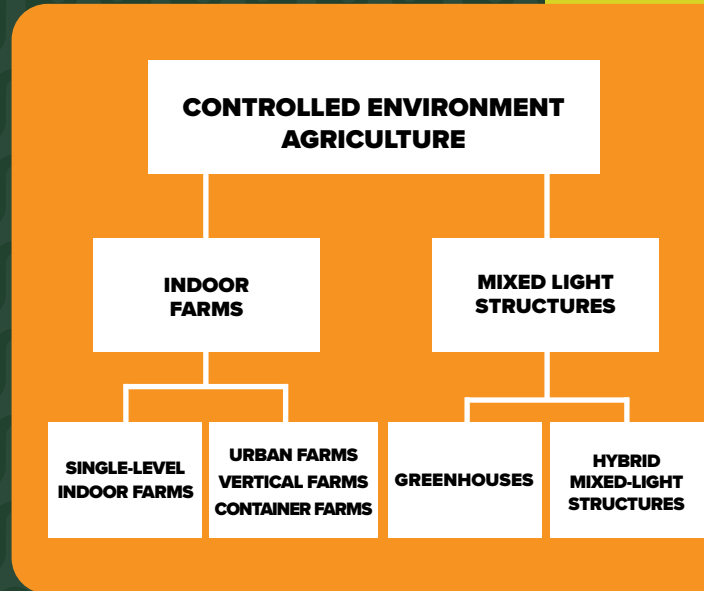 CONTROLLED ENVIRONMENT
AGRICULTURE
INDOOR
FARMS
MIXED LIGHT
STRUCTURES
SINGLE-LEVEL
INDOOR FARMS
URBAN FARMS
VERTICAL FARMS
CONTAINER FARMS
GREENHOUSES
HYBRID
MIXED-LIGHT
STRUCTURES